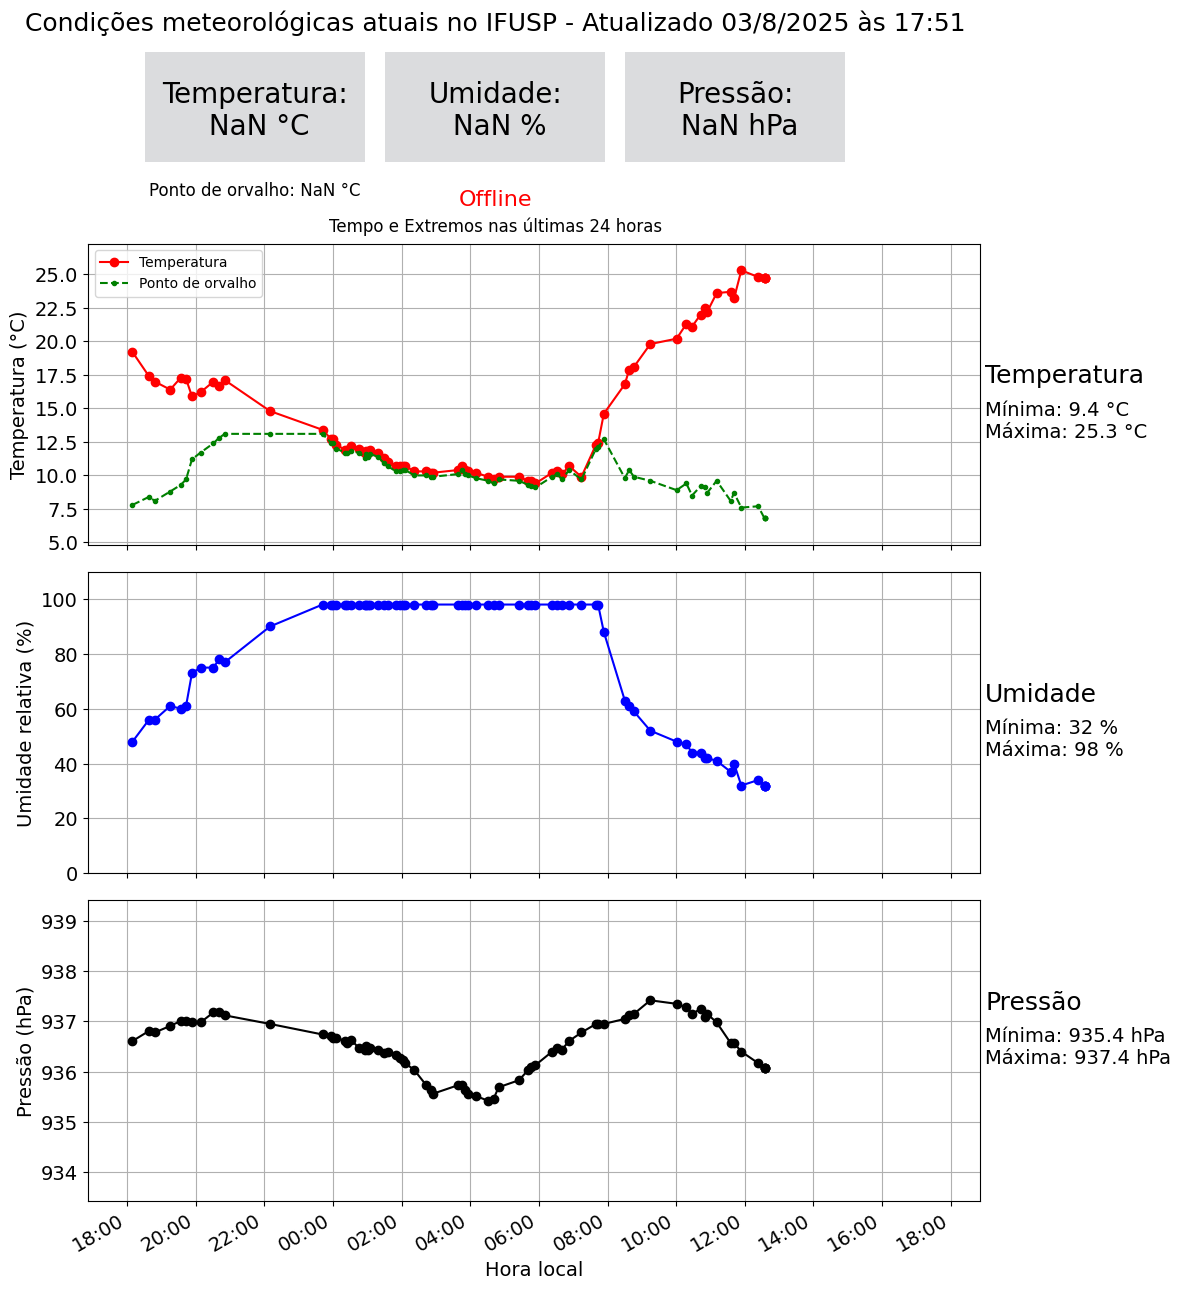 Condições meteorológicas atuais no IFUSP - Atualizado 03/8/2025 às 17:51
Temperatura:
NaN °C
Umidade:
NaN %
Pressão:
NaN hPa
Ponto de orvalho: NaN °C
Offline
Tempo e Extremos nas últimas 24 horas
Temperatura
Ponto de orvalho
Temperatura (°C)
25.0
22.5
20.0
17.5
15.0
12.5
10.0
7.5
5.0
Temperatura
Mínima: 9.4 °C
Máxima: 25.3 °C
Umidade relativa (%)
100
80
60
40
20
0
Umidade
Mínima: 32 %
Máxima: 98 %
Pressão (hPa)
939
938
937
936
935
934
Pressão
Mínima: 935.4 hPa
Máxima: 937.4 hPa
18:00
20:00
22:00
00:00
02:00
04:00
06:00
08:00
10:00
12:00
14:00
16:00
18:00
Hora local